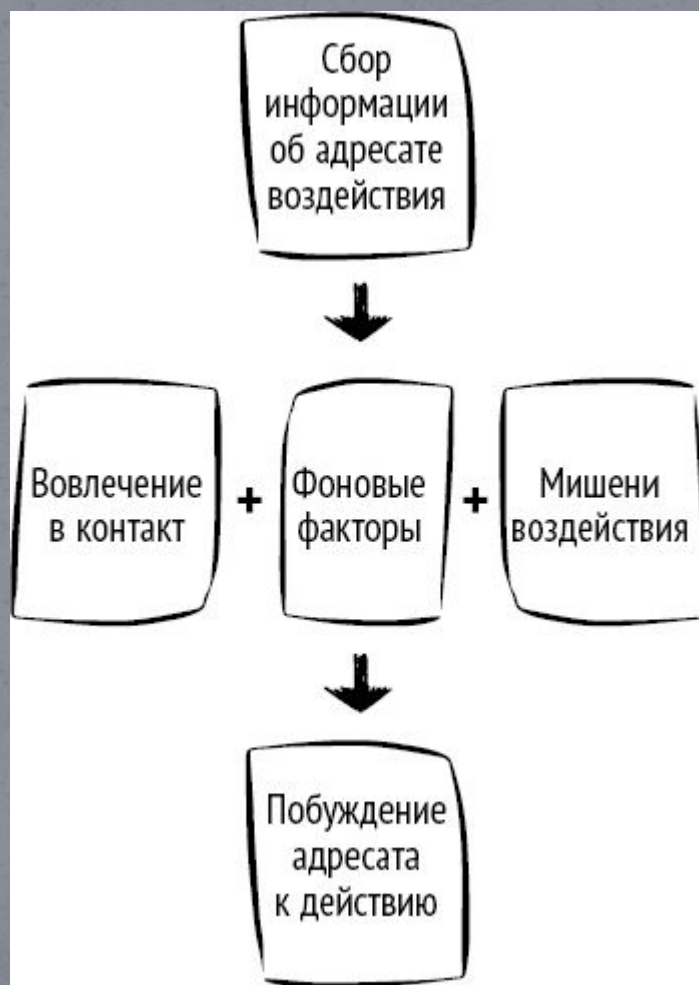 Сбор
информации
об адресате
воздействия
Вовлечение
в контакт
+
Фоновые
факторы
+
Мишени
воздействия
Побуждение
адресата
к действию